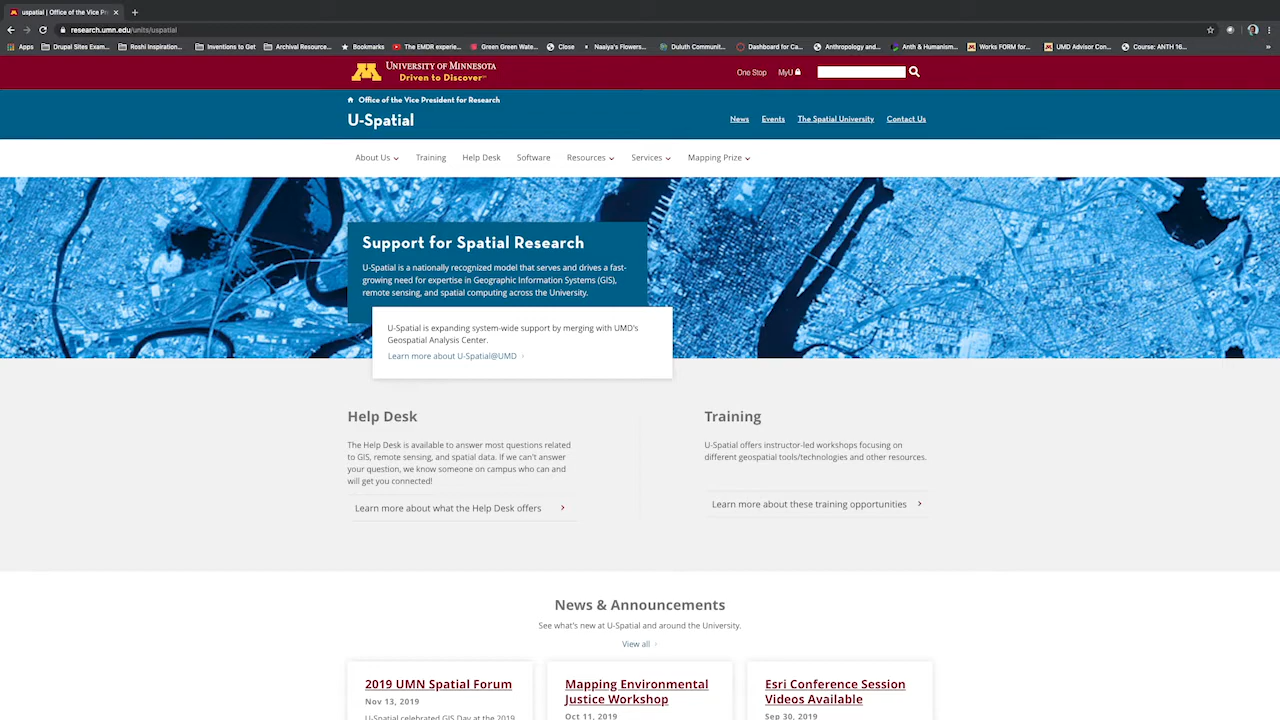 uspatial | Office of the Vice Pr
research.umn.edu/units/uspatial
Apps Drupal Sites Exam... Roshi Inspiration... Inventions to Get Archival Resource... Bookmarks The EMDR experie... Green Green Wate... Close Naaiya's Flowers... Duluth Communit... Dashboard for Ca... Anthropology and... Anth & Humanism... Works FORM for... UMD Advisor Con... Course: ANTH 16... »
University of Minnesota
Driven to Discover℠
One Stop MyU
Office of the Vice President for Research
U-Spatial
News Events The Spatial University Contact Us
About Us Training Help Desk Software Resources Services Mapping Prize
Support for Spatial Research
U-Spatial is a nationally recognized model that serves and drives a fast-
growing need for expertise in Geographic Information Systems (GIS),
remote sensing, and spatial computing across the University.
U-Spatial is expanding system-wide support by merging with UMD's
Geospatial Analysis Center.
Learn more about U-Spatial@UMD
Help Desk
The Help Desk is available to answer most questions related
to GIS, remote sensing, and spatial data. If we can't answer
your question, we know someone on campus who can and
will get you connected!
Learn more about what the Help Desk offers
Training
U-Spatial offers instructor-led workshops focusing on
different geospatial tools/technologies and other resources.
Learn more about these training opportunities
News & Announcements
See what's new at U-Spatial and around the University.
View all
2019 UMN Spatial Forum
Nov 13, 2019
U-Spatial celebrated GIS Day at the 2019
Mapping Environmental
Justice Workshop
Oct 11, 2019
Esri Conference Session
Videos Available
Sep 30, 2019